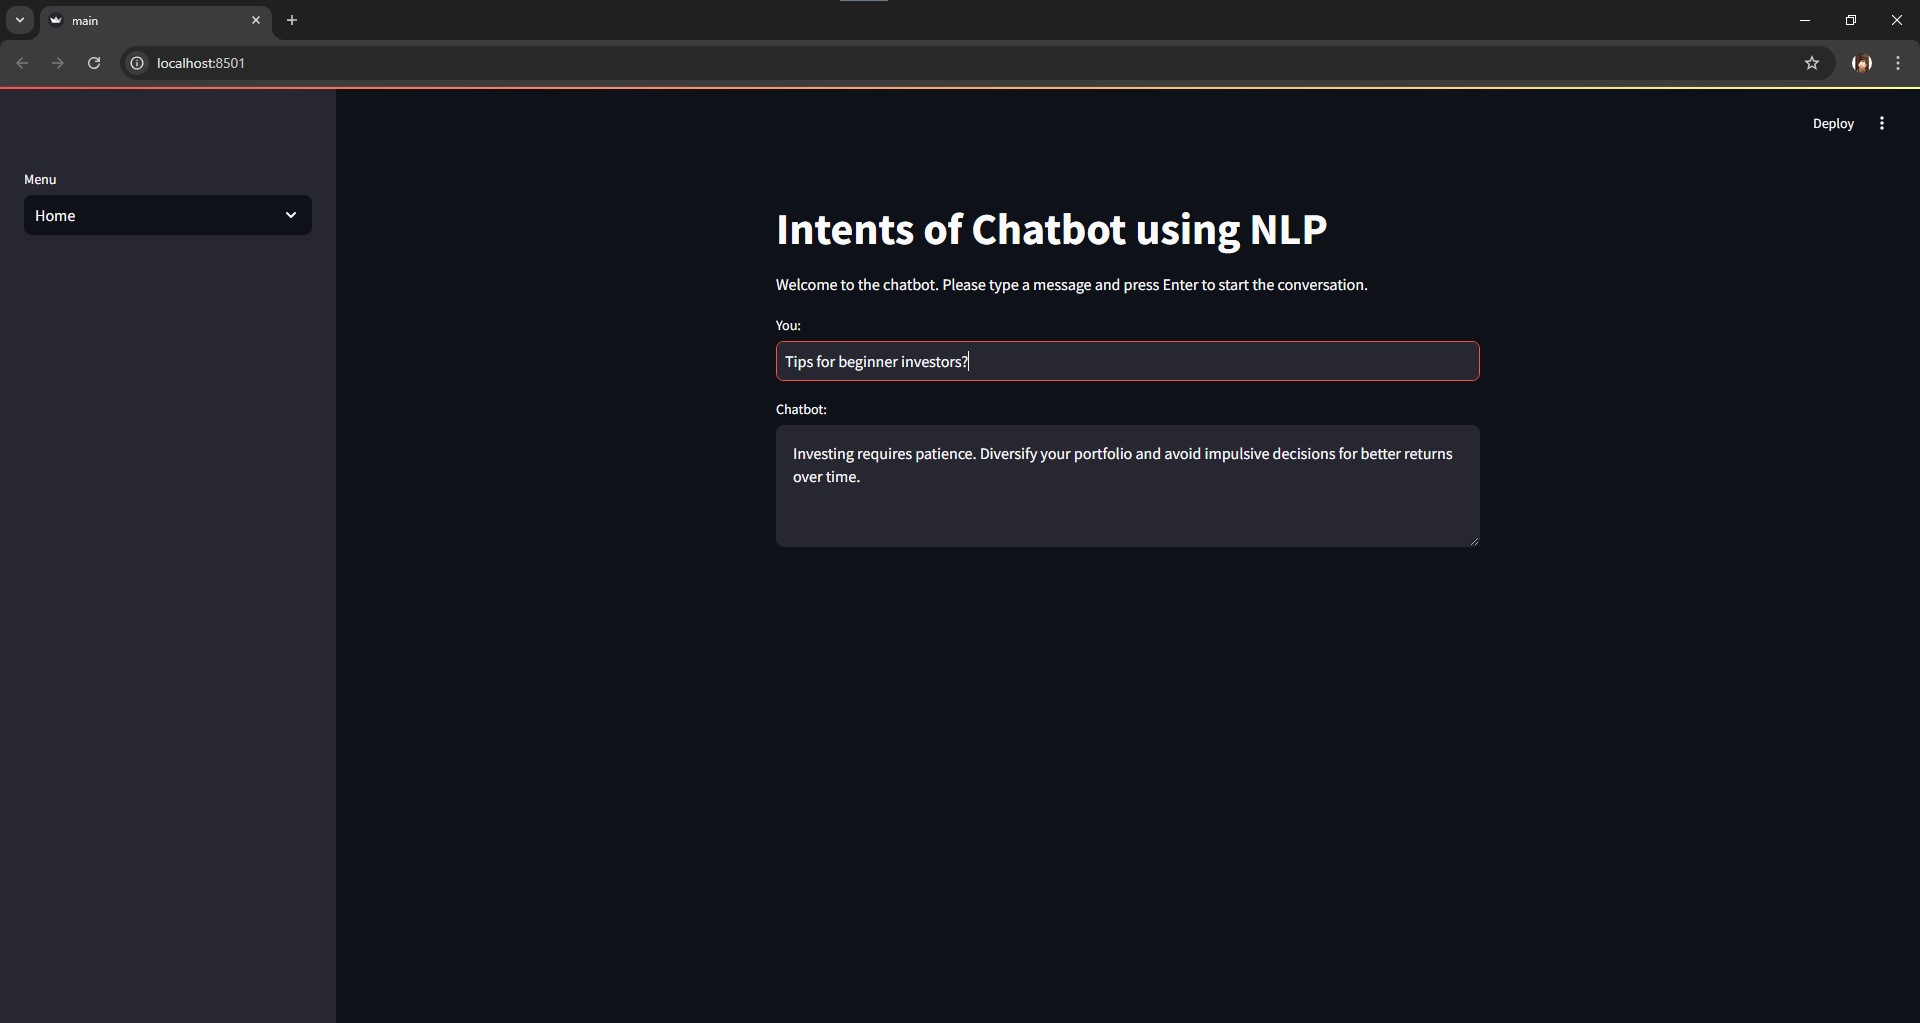 main
localhost:8501
Deploy
Menu
Home
Intents of Chatbot using NLP
Welcome to the chatbot. Please type a message and press Enter to start the conversation.
You:
Tips for beginner investors?
Chatbot:
Investing requires patience. Diversify your portfolio and avoid impulsive decisions for better returns
over time.